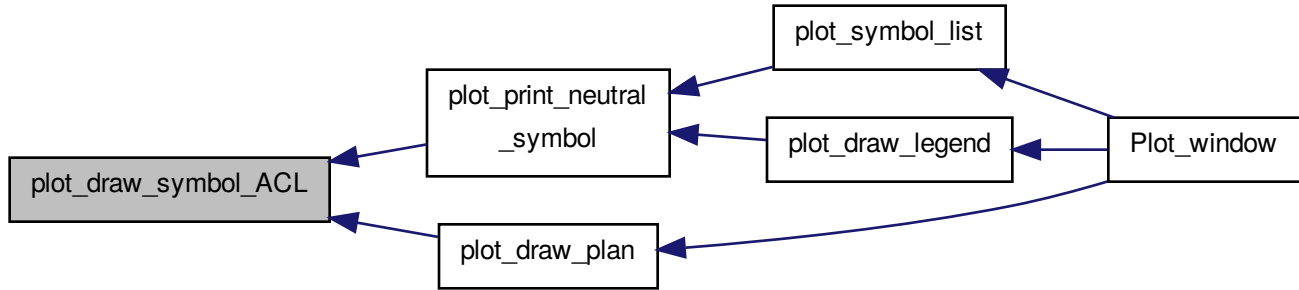 plot_symbol_list
plot_print_neutral
_symbol
plot_draw_legend
Plot_window
plot_draw_symbol_ACL
plot_draw_plan